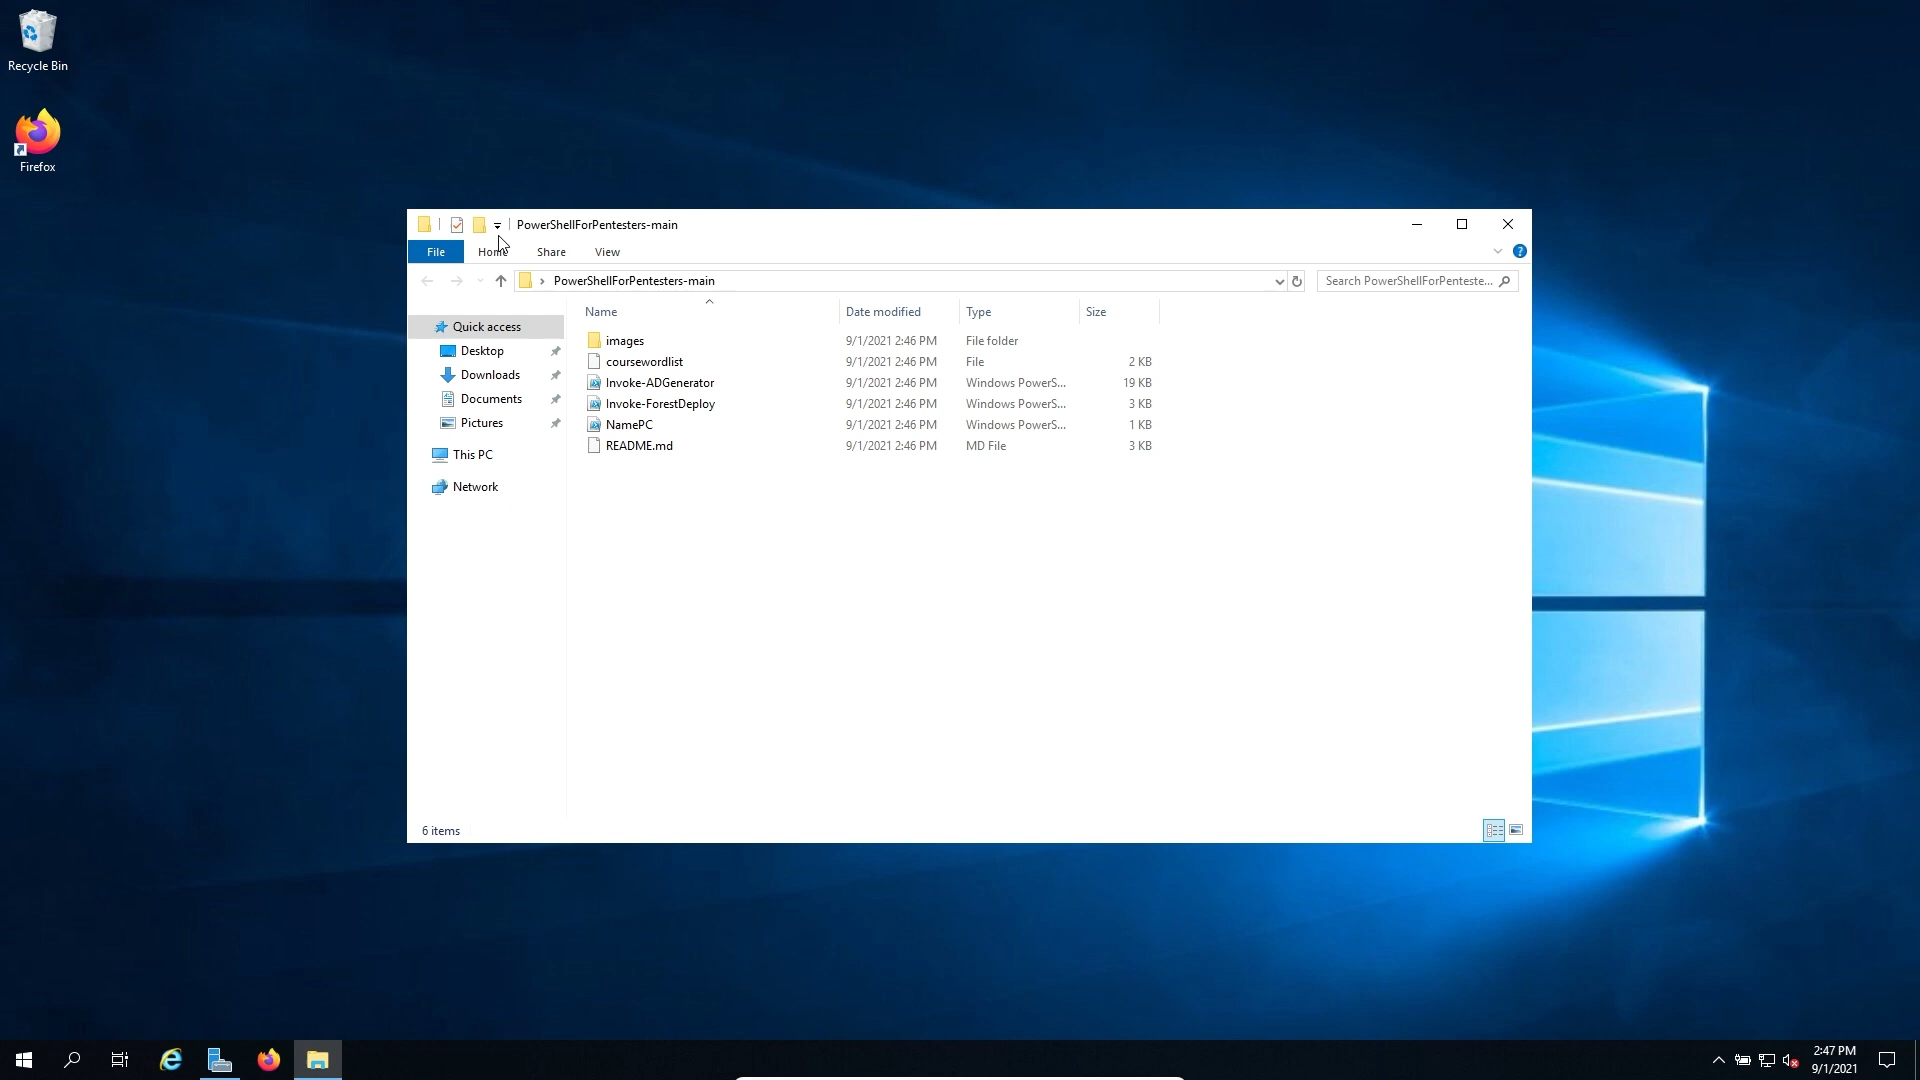 Recycle Bin
Firefox
PowerShellForPentesters-main
File Home Share View
PowerShellForPentesters-main
Search PowerShellForPenteste...
Name Date modified Type Size
Quick access
Desktop
Downloads
Documents
Pictures
This PC
Network
images 9/1/2021 2:46 PM File folder
coursewordlist 9/1/2021 2:46 PM File 2 KB
Invoke-ADGenerator 9/1/2021 2:46 PM Windows PowerS... 19 KB
Invoke-ForestDeploy 9/1/2021 2:46 PM Windows PowerS... 3 KB
NamePC 9/1/2021 2:46 PM Windows PowerS... 1 KB
README.md 9/1/2021 2:46 PM MD File 3 KB
6 items
2:47 PM
9/1/2021